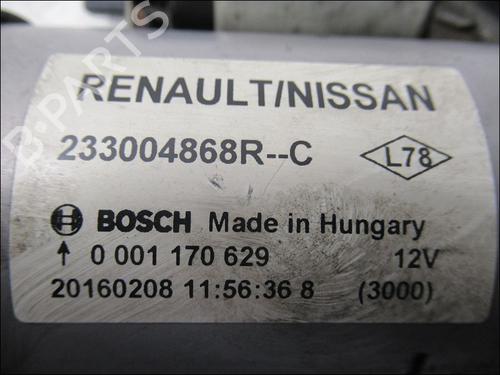 RENAULT/NISSAN
233004868R--C
L78
BOSCH Made in Hungary
↑ 0 001 170 629 12V
20160208 11:56:36 8 (3000)
B-PARTS